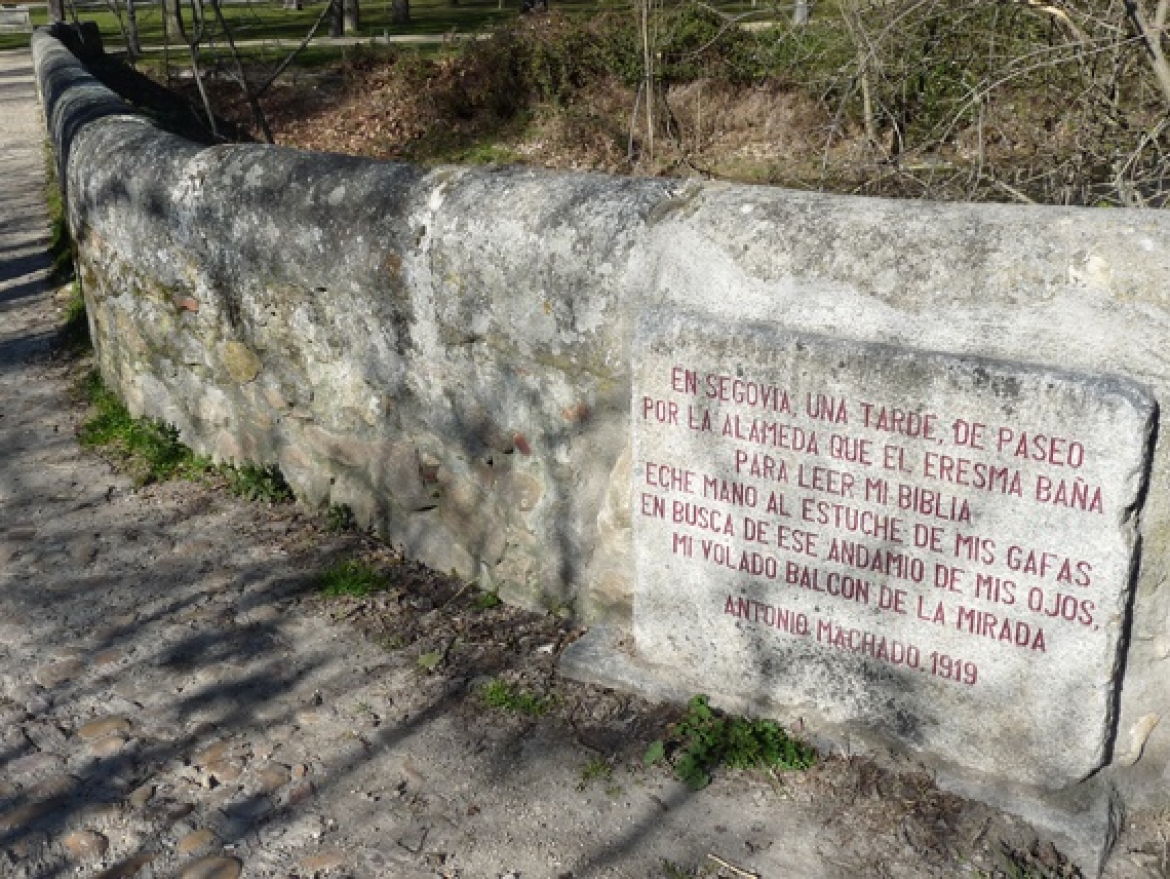 EN SEGOVIA, UNA TARDE, DE PASEO
POR LA ALAMEDA QUE EL ERESMA BAÑA
PARA LEER MI BIBLIA
ECHE MANO AL ESTUCHE DE MIS GAFAS
EN BUSCA DE ESE ANDAMIO DE MIS OJOS,
MI VOLADO BALCON DE LA MIRADA
ANTONIO MACHADO. 1919